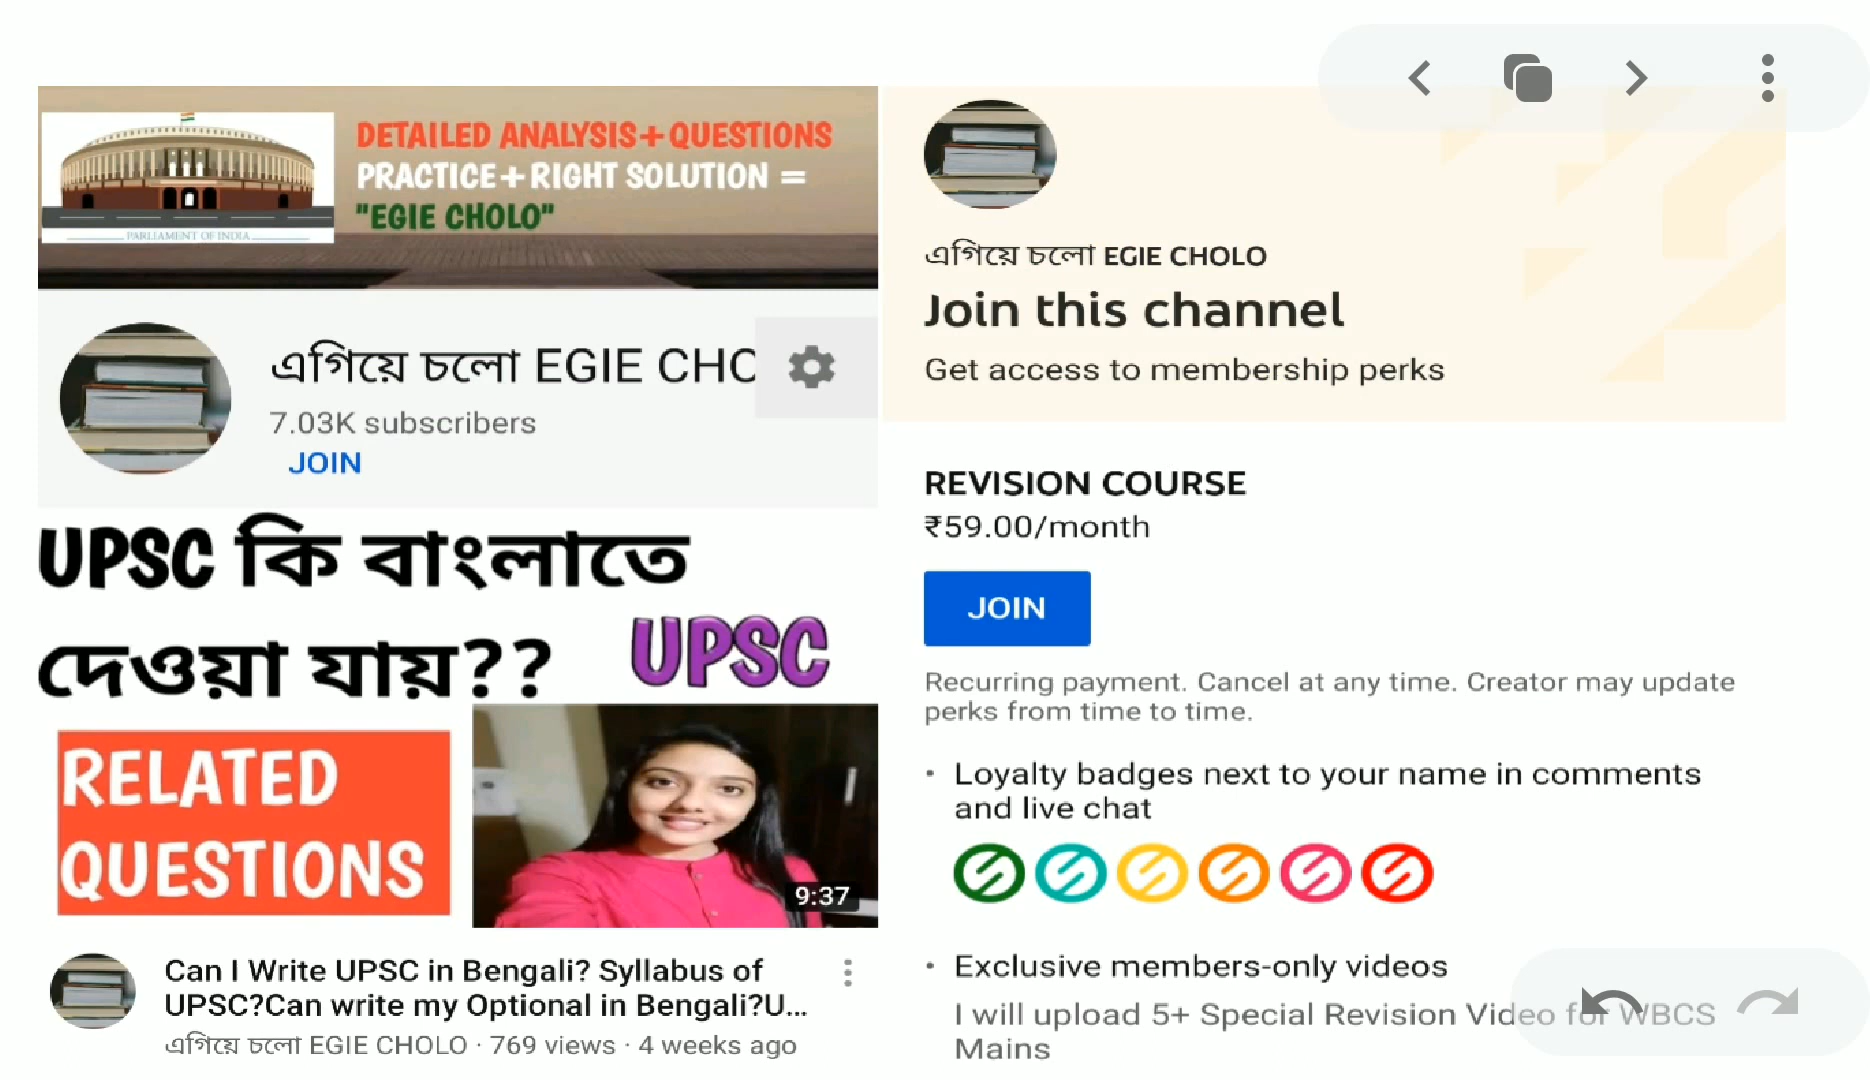 DETAILED ANALYSIS+QUESTIONS
PRACTICE+RIGHT SOLUTION =
"EGIE CHOLO"
PARLIAMENT OF INDIA
এগিয়ে চলো EGIE CHO
7.03K subscribers
JOIN
UPSC কি বাংলাতে
দেওয়া যায়??
UPSC
RELATED
QUESTIONS
9:37
Can I Write UPSC in Bengali? Syllabus of
UPSC?Can write my Optional in Bengali?U...
এগিয়ে চলো EGIE CHOLO · 769 views · 4 weeks ago
এগিয়ে চলো EGIE CHOLO
Join this channel
Get access to membership perks
REVISION COURSE
₹59.00/month
JOIN
Recurring payment. Cancel at any time. Creator may update
perks from time to time.
• Loyalty badges next to your name in comments
and live chat
• Exclusive members-only videos
I will upload 5+ Special Revision Video for WBCS
Mains